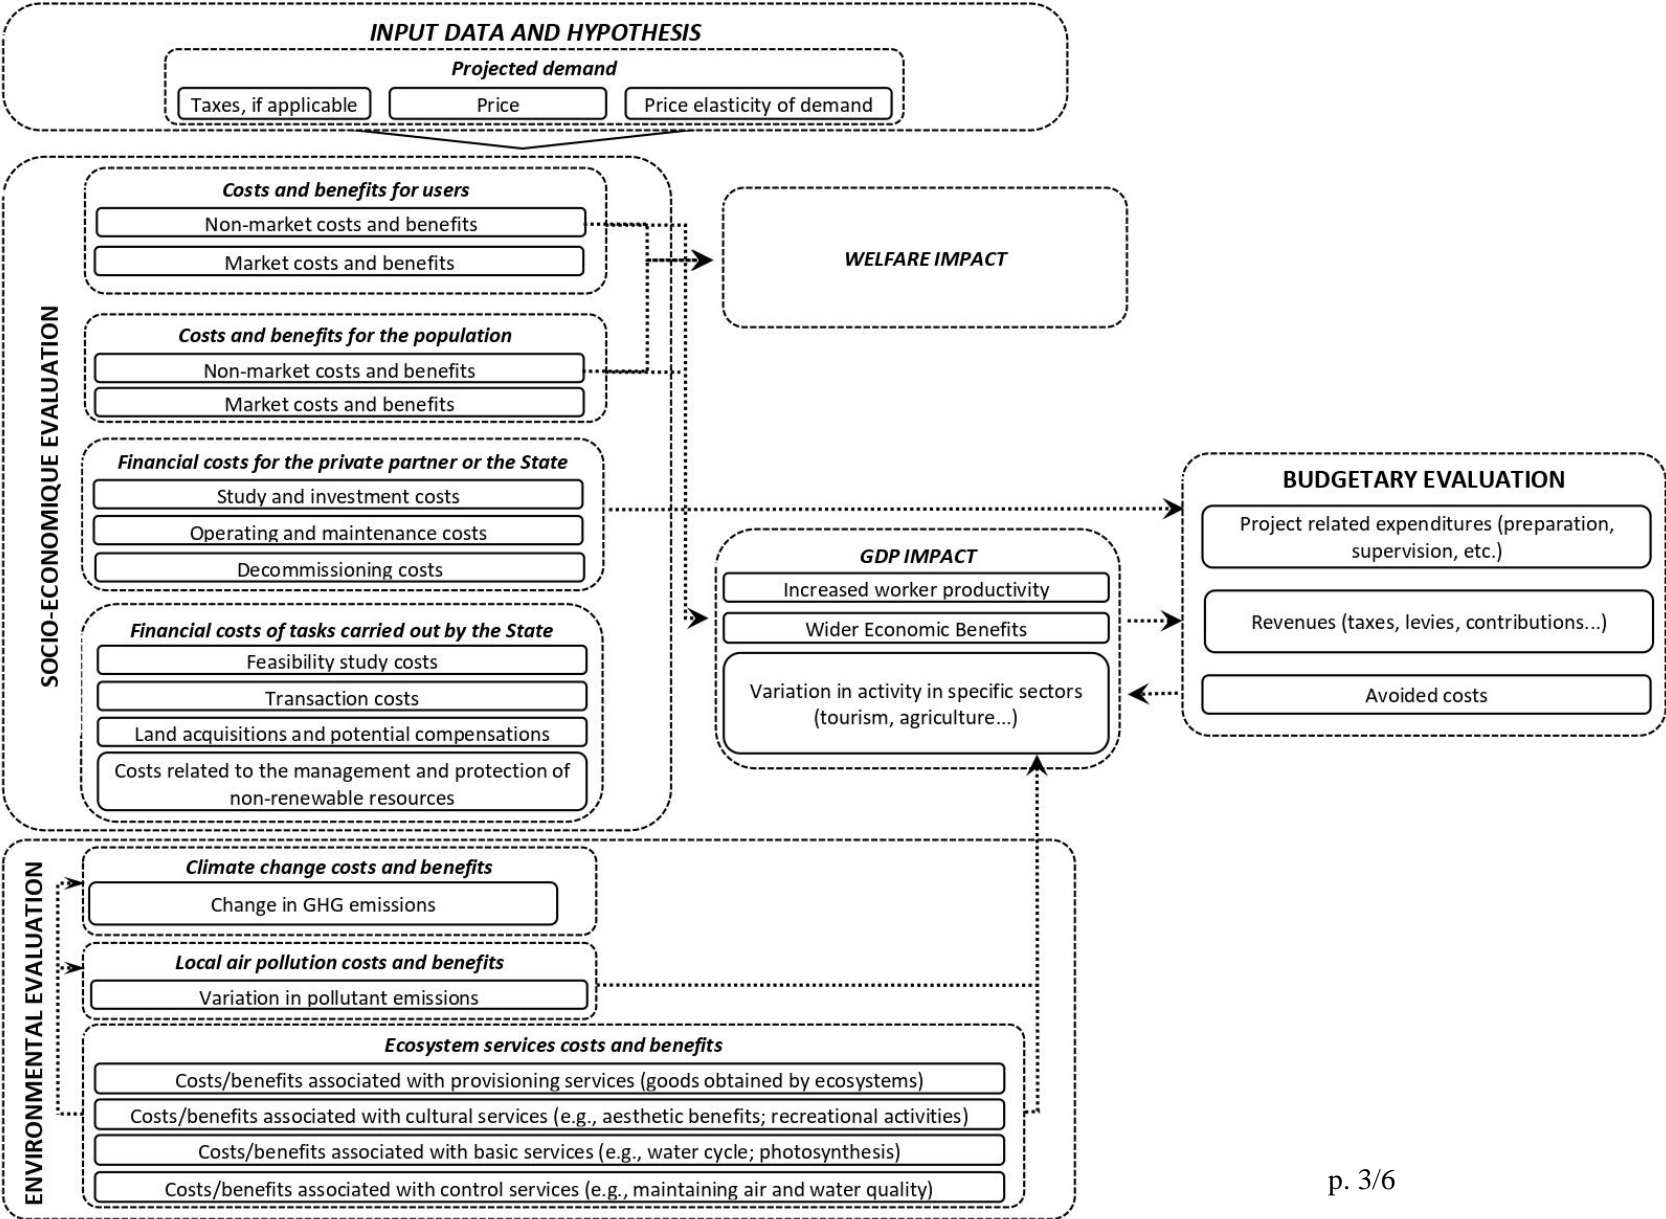 INPUT DATA AND HYPOTHESIS
Projected demand
Taxes, if applicable
Price
Price elasticity of demand
SOCIO-ECONOMIQUE EVALUATION
Costs and benefits for users
Non-market costs and benefits
Market costs and benefits
Costs and benefits for the population
Non-market costs and benefits
Market costs and benefits
Financial costs for the private partner or the State
Study and investment costs
Operating and maintenance costs
Decommissioning costs
Financial costs of tasks carried out by the State
Feasibility study costs
Transaction costs
Land acquisitions and potential compensations
Costs related to the management and protection of
non-renewable resources
WELFARE IMPACT
GDP IMPACT
Increased worker productivity
Wider Economic Benefits
Variation in activity in specific sectors
(tourism, agriculture...)
BUDGETARY EVALUATION
Project related expenditures (preparation,
supervision, etc.)
Revenues (taxes, levies, contributions...)
Avoided costs
ENVIRONMENTAL EVALUATION
Climate change costs and benefits
Change in GHG emissions
Local air pollution costs and benefits
Variation in pollutant emissions
Ecosystem services costs and benefits
Costs/benefits associated with provisioning services (goods obtained by ecosystems)
Costs/benefits associated with cultural services (e.g., aesthetic benefits; recreational activities)
Costs/benefits associated with basic services (e.g., water cycle; photosynthesis)
Costs/benefits associated with control services (e.g., maintaining air and water quality)
p. 3/6